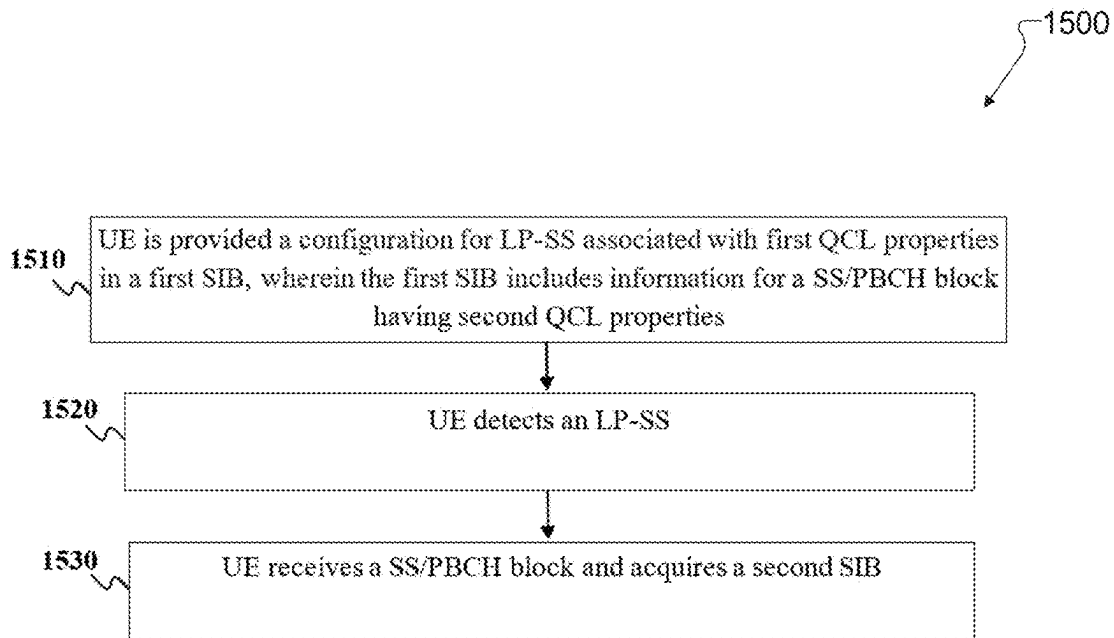 1500
1510
UE is provided a configuration for LP-SS associated with first QCL properties
in a first SIB, wherein the first SIB includes information for a SS/PBCH block
having second QCL properties
1520
UE detects an LP-SS
1530
UE receives a SS/PBCH block and acquires a second SIB